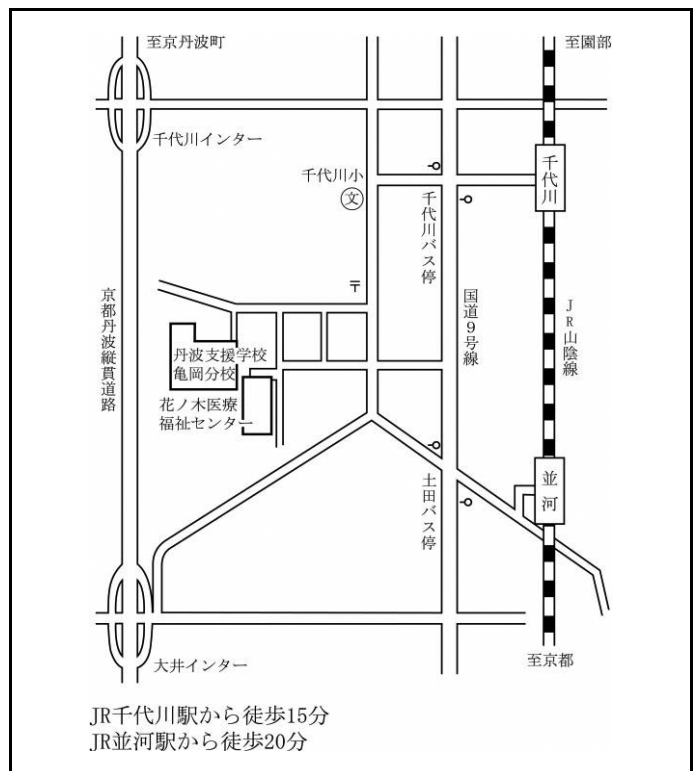 至京丹波町
至園部
千代川インター
千代川小
文
千代川
千代川バス停
〒
京都丹波縦貫道路
国道9号線
JR山陰線
丹波支援学校
亀岡分校
花ノ木医療
福祉センター
並河
土田バス停
大井インター
至京都
JR千代川駅から徒歩15分
JR並河駅から徒歩20分